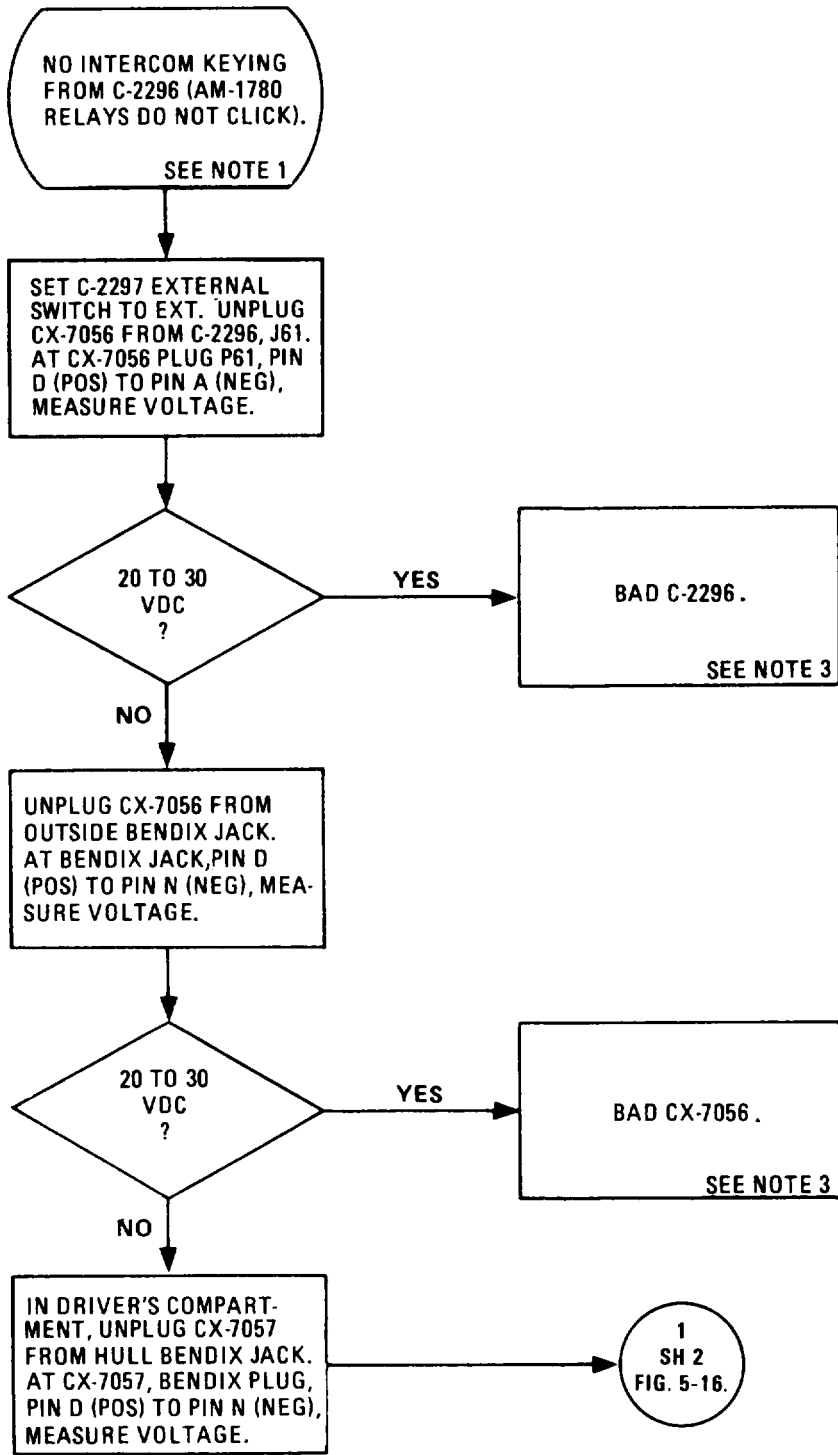 NO INTERCOM KEYING
FROM C-2296 (AM-1780
RELAYS DO NOT CLICK).
SEE NOTE 1
SET C-2297 EXTERNAL
SWITCH TO EXT. UNPLUG
CX-7056 FROM C-2296, J61.
AT CX-7056 PLUG P61, PIN
D (POS) TO PIN A (NEG),
MEASURE VOLTAGE.
20 TO 30
VDC
?
YES
BAD C-2296.
SEE NOTE 3
NO
UNPLUG CX-7056 FROM
OUTSIDE BENDIX JACK.
AT BENDIX JACK, PIN D
(POS) TO PIN N (NEG), MEA-
SURE VOLTAGE.
20 TO 30
VDC
?
YES
BAD CX-7056.
SEE NOTE 3
NO
IN DRIVER'S COMPART-
MENT, UNPLUG CX-7057
FROM HULL BENDIX JACK.
AT CX-7057, BENDIX PLUG,
PIN D (POS) TO PIN N (NEG),
MEASURE VOLTAGE.
1
SH 2
FIG. 5-16.